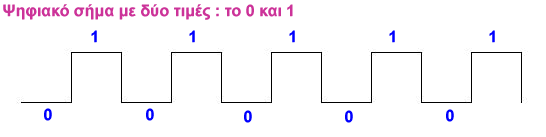 Ψηφιακό σήμα με δύο τιμές : το 0 και 1
1 1 1 1 1
0 0 0 0 0